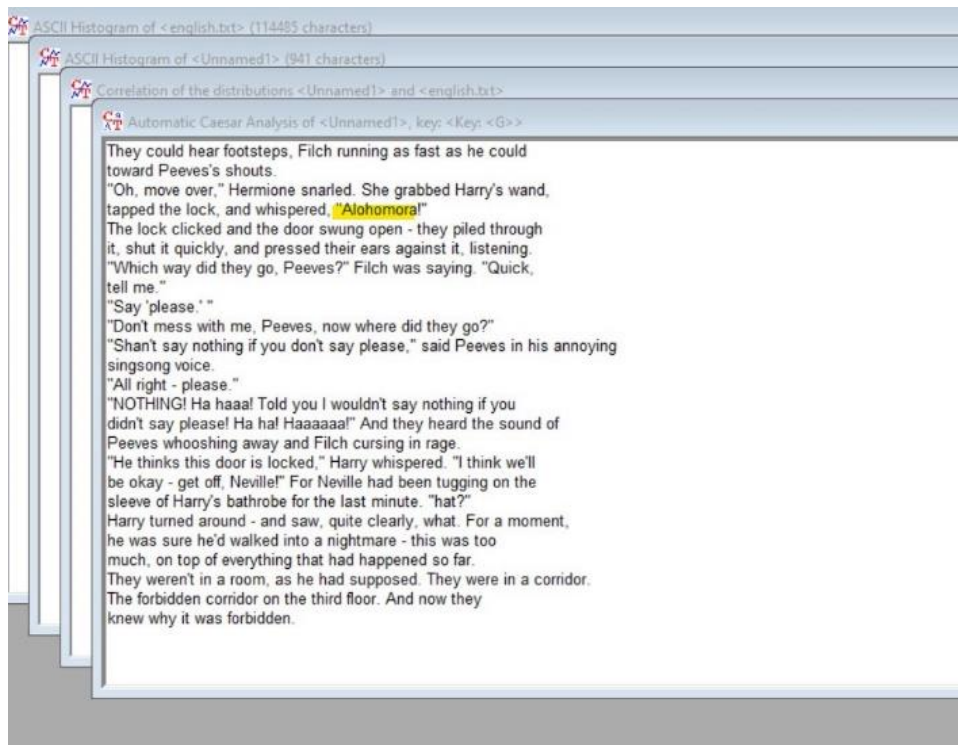 ASCII Histogram of <english.txt> (114485 characters)
ASCII Histogram of <Unnamed1> (941 characters)
Correlation of the distributions <Unnamed1> and <english.txt>
Automatic Caesar Analysis of <Unnamed1>, key: <Key: <G>>
They could hear footsteps, Filch running as fast as he could
toward Peeves's shouts.
"Oh, move over," Hermione snarled. She grabbed Harry's wand,
tapped the lock, and whispered, "Alohomora!"
The lock clicked and the door swung open - they piled through
it, shut it quickly, and pressed their ears against it, listening.
"Which way did they go, Peeves?" Filch was saying. "Quick,
tell me."
"Say 'please.' "
"Don't mess with me, Peeves, now where did they go?"
"Shan't say nothing if you don't say please," said Peeves in his annoying
singsong voice.
"All right - please."
"NOTHING! Ha haaa! Told you I wouldn't say nothing if you
didn't say please! Ha ha! Haaaaaa!" And they heard the sound of
Peeves whooshing away and Filch cursing in rage.
"He thinks this door is locked," Harry whispered. "I think we'll
be okay - get off, Neville!" For Neville had been tugging on the
sleeve of Harry's bathrobe for the last minute. "hat?"
Harry turned around - and saw, quite clearly, what. For a moment,
he was sure he'd walked into a nightmare - this was too
much, on top of everything that had happened so far.
They weren't in a room, as he had supposed. They were in a corridor.
The forbidden corridor on the third floor. And now they
knew why it was forbidden.